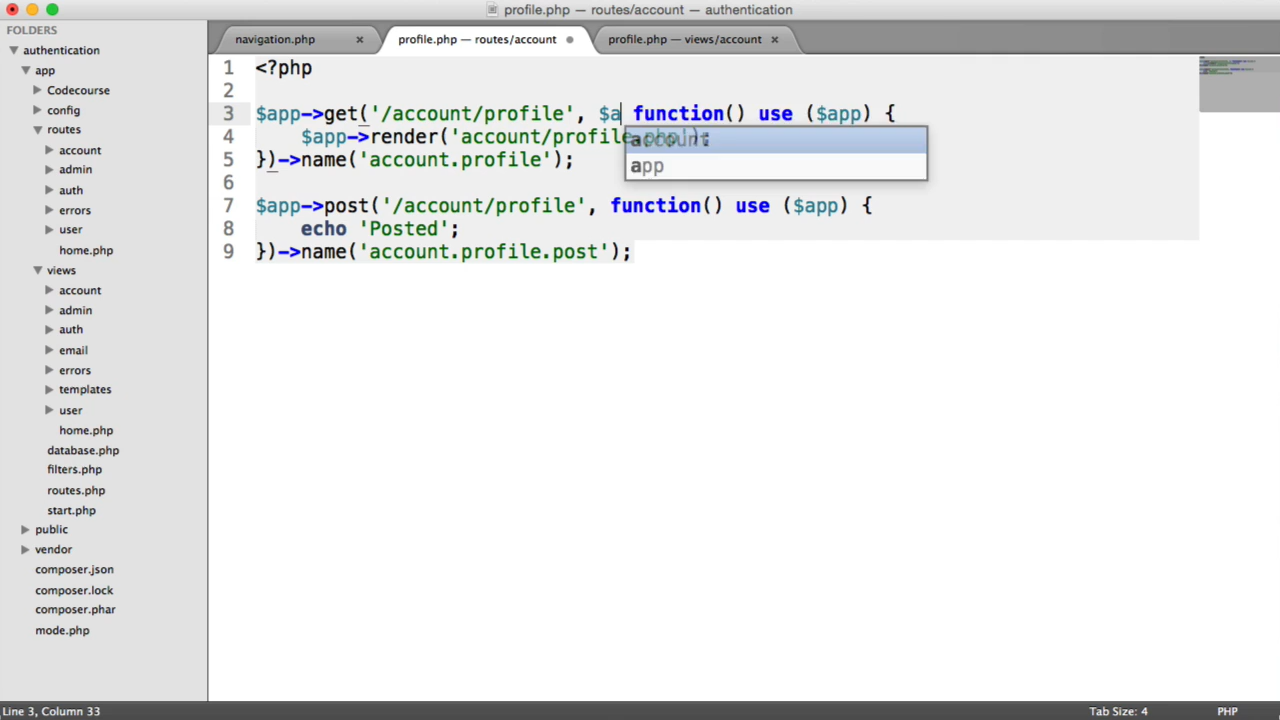 profile.php — routes/account — authentication
FOLDERS
authentication
app
Codecourse
config
routes
account
admin
auth
errors
user
home.php
views
account
admin
auth
email
errors
templates
user
home.php
database.php
filters.php
routes.php
start.php
public
vendor
composer.json
composer.lock
composer.phar
mode.php
navigation.php ×
profile.php — routes/account
profile.php — views/account ×
1 <?php
2
3 $app->get('/account/profile', $a function() use ($app) {
4 $app->render('account/profile.php');
5 })->name('account.profile');
6
7 $app->post('/account/profile', function() use ($app) {
8 echo 'Posted';
9 })->name('account.profile.post');
account
app
Line 3, Column 33
Tab Size: 4
PHP